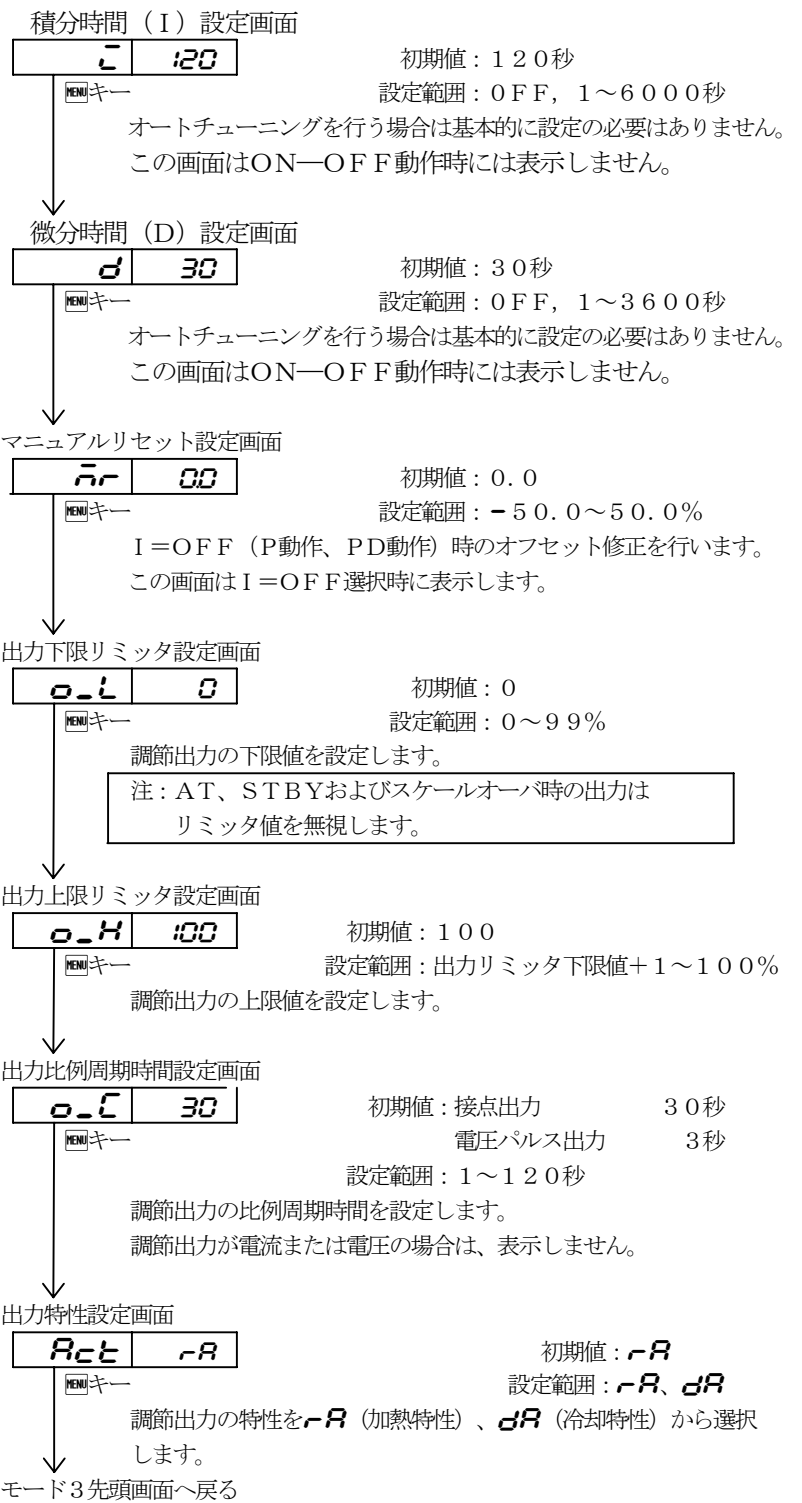 積分時間（Ｉ）設定画面
i 120 初期値：１２０秒
MENUキー 設定範囲：０ＦＦ，１～６０００秒
オートチューニングを行う場合は基本的に設定の必要はありません。
この画面はＯＮ―ＯＦＦ動作時には表示しません。
微分時間（Ｄ）設定画面
d 30 初期値：３０秒
MENUキー 設定範囲：０ＦＦ，１～３６００秒
オートチューニングを行う場合は基本的に設定の必要はありません。
この画面はＯＮ―ＯＦＦ動作時には表示しません。
マニュアルリセット設定画面
n̄r 0.0 初期値：０.０
MENUキー 設定範囲：－５０.０～５０.０％
Ｉ＝ＯＦＦ（Ｐ動作、ＰＤ動作）時のオフセット修正を行います。
この画面はＩ＝ＯＦＦ選択時に表示します。
出力下限リミッタ設定画面
o_L 0 初期値：０
MENUキー 設定範囲：０～９９％
調節出力の下限値を設定します。
注：ＡＴ、ＳＴＢＹおよびスケールオーバ時の出力は
リミッタ値を無視します。
出力上限リミッタ設定画面
o_H 100 初期値：１００
MENUキー 設定範囲：出力リミッタ下限値＋１～１００％
調節出力の上限値を設定します。
出力比例周期時間設定画面
o_C 30 初期値：接点出力 ３０秒
MENUキー 電圧パルス出力 ３秒
設定範囲：１～１２０秒
調節出力の比例周期時間を設定します。
調節出力が電流または電圧の場合は、表示しません。
出力特性設定画面
Act rA 初期値：rA
MENUキー 設定範囲：rA、dA
調節出力の特性をrA（加熱特性）、dA（冷却特性）から選択
します。
モード３先頭画面へ戻る